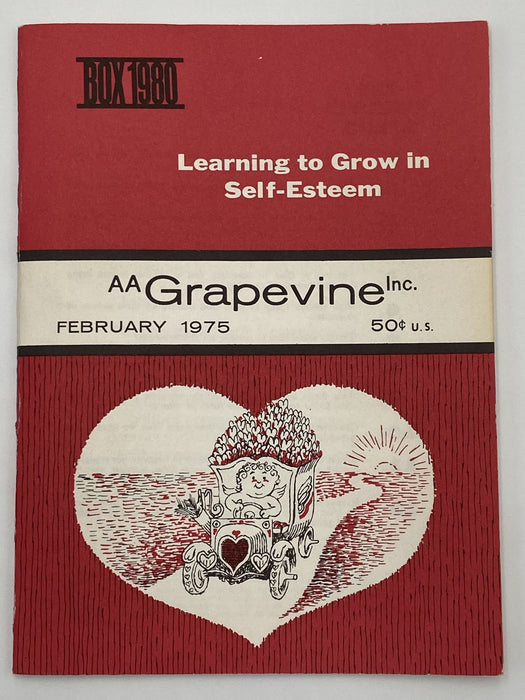 BOX 1980
Learning to Grow in
Self-Esteem
AA Grapevine Inc.
FEBRUARY 1975 50¢ U.S.